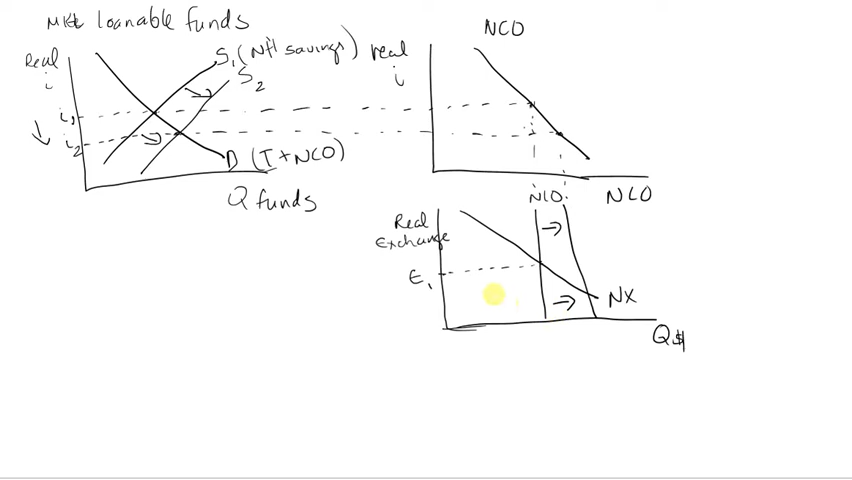 Mkt loanable funds
Real
i
S₁ (Ntl savings)
S₂
i₁
i₂
D (I + NCO)
Q funds
NCO
real
i
NCO
NCO
Real
Exchange
E₁
NX
Q$